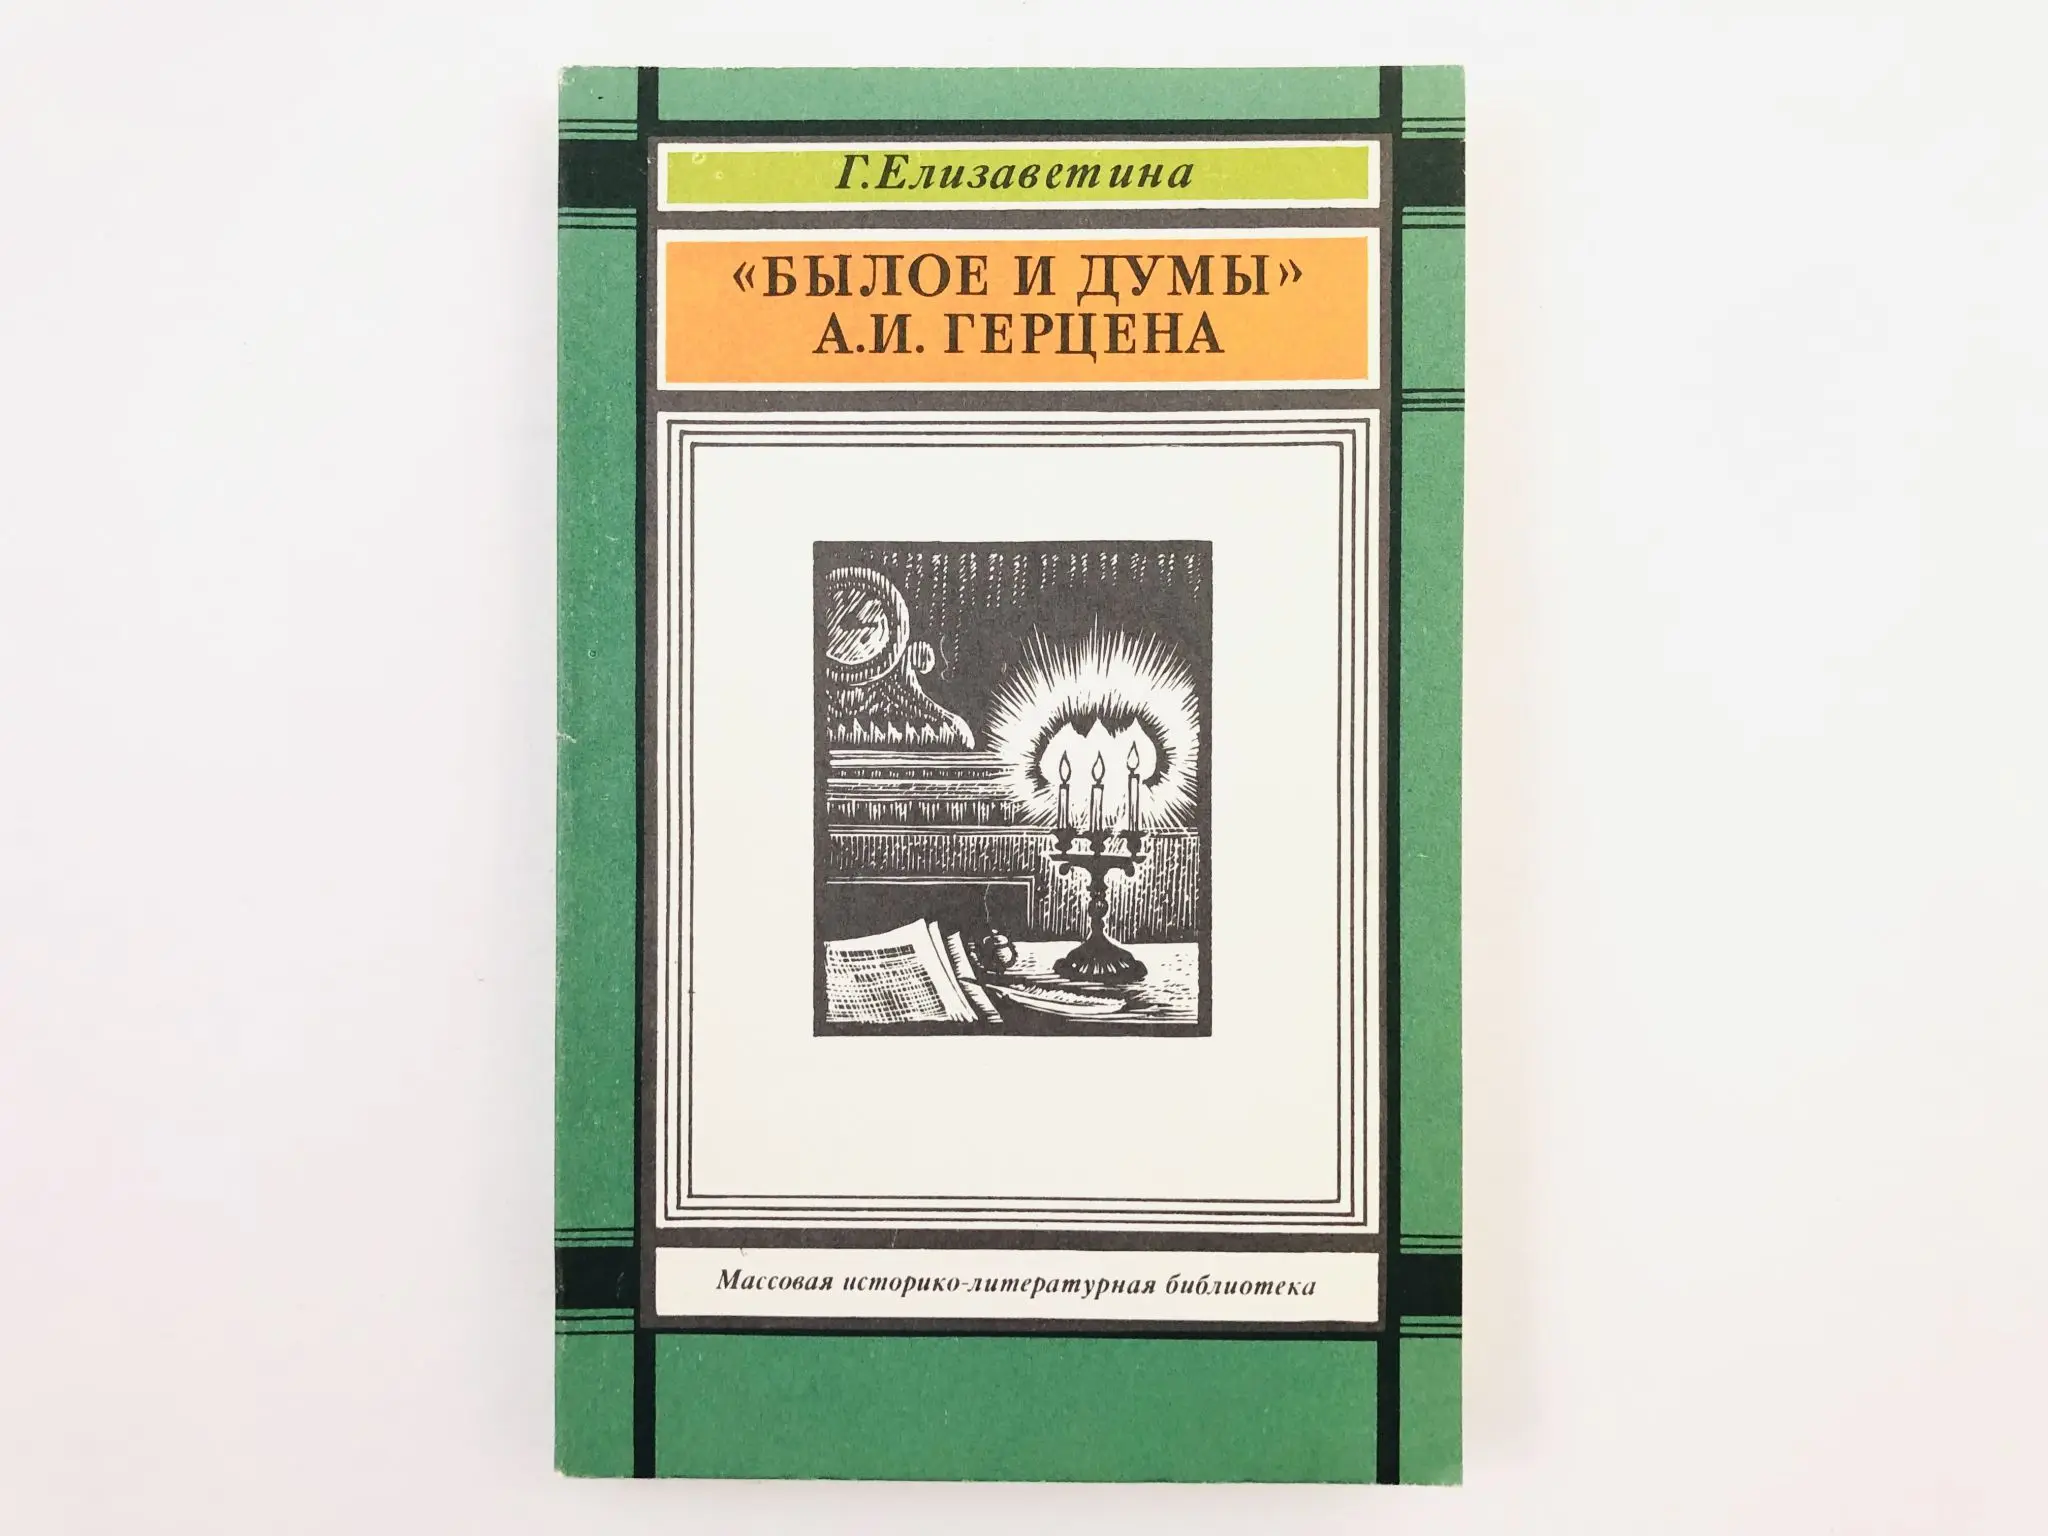 Г.Елизаветина
«БЫЛОЕ И ДУМЫ»
А.И. ГЕРЦЕНА
Массовая историко-литературная библиотека